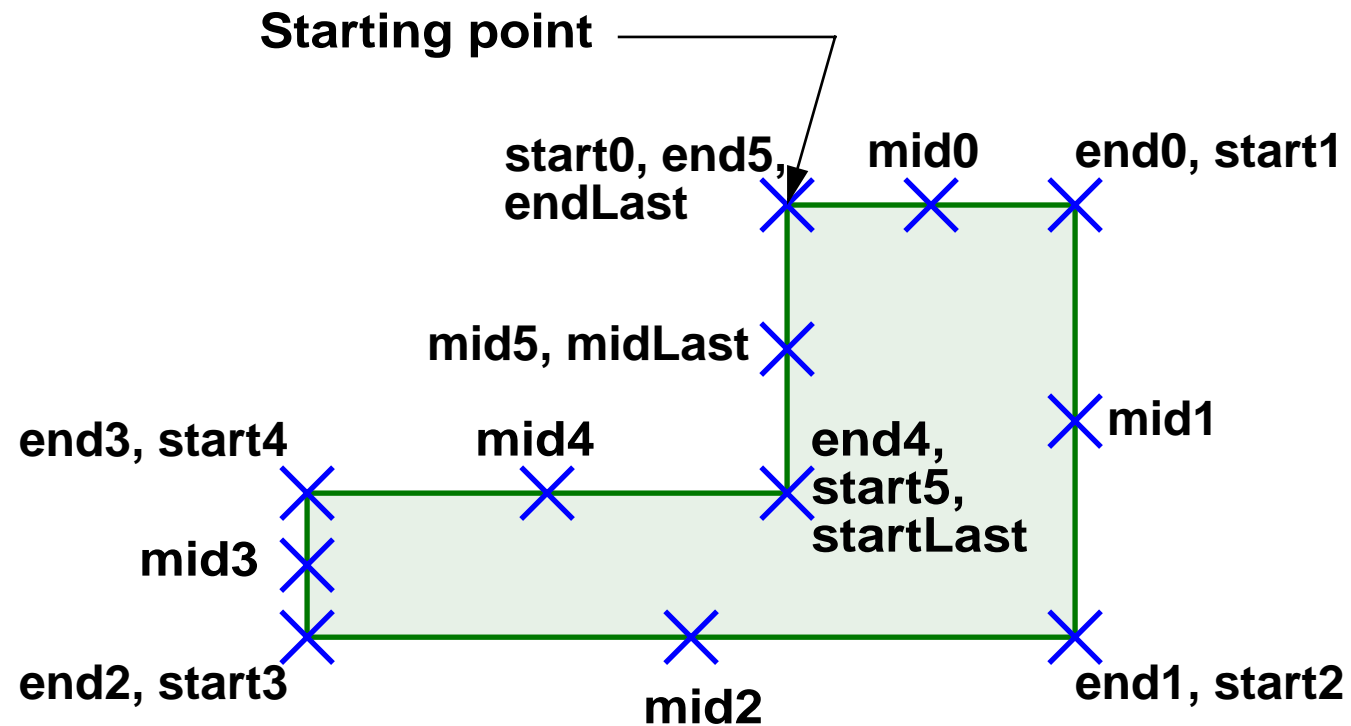 Starting point
start0, end5,
endLast
mid0
end0, start1
mid5, midLast
mid1
end3, start4
mid4
end4,
start5,
startLast
mid3
end2, start3
mid2
end1, start2